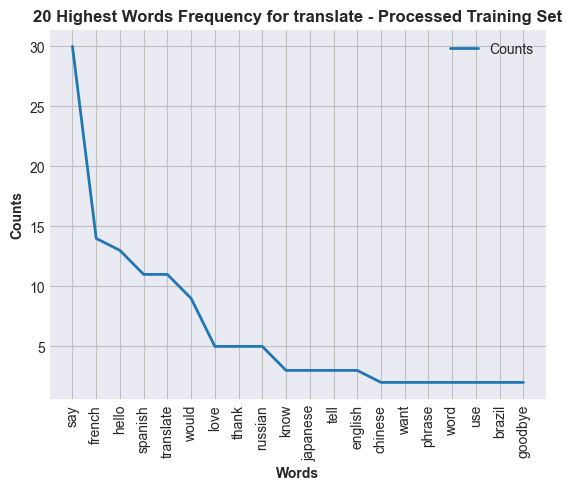 20 Highest Words Frequency for translate - Processed Training Set
Counts
30
25
20
15
10
5
Counts
say
french
hello
spanish
translate
would
love
thank
russian
know
japanese
tell
english
chinese
want
phrase
word
use
brazil
goodbye
Words